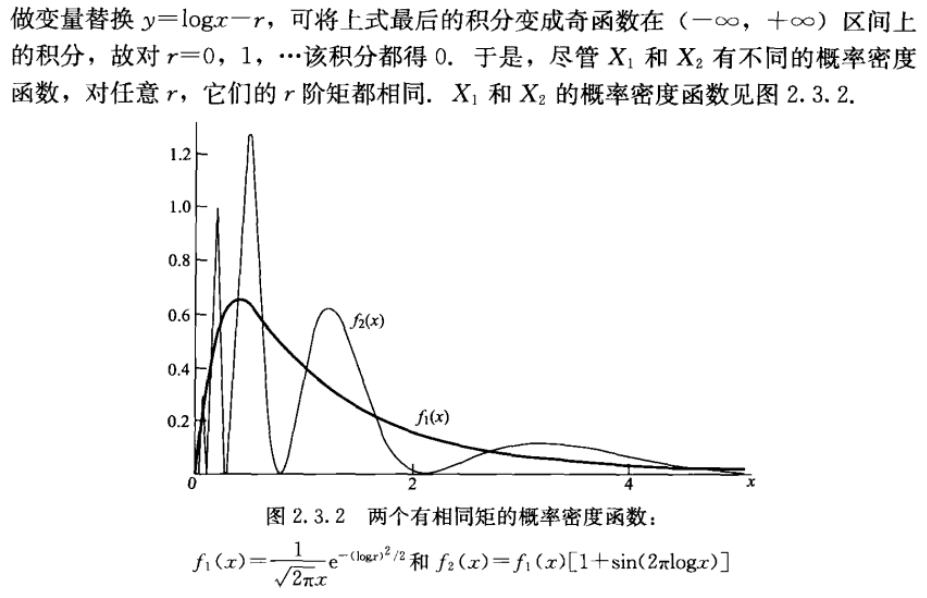 做变量替换 y=logx-r，可将上式最后的积分变成奇函数在（-∞，+∞）区间上
的积分，故对 r=0，1，…该积分都得 0．于是，尽管 X₁ 和 X₂ 有不同的概率密度
函数，对任意 r，它们的 r 阶矩都相同．X₁ 和 X₂ 的概率密度函数见图 2.3.2.
1.2
1.0
0.8
0.6
f₂(x)
0.4
f₁(x)
0.2
0 2 4 x
图 2.3.2 两个有相同矩的概率密度函数：
f₁(x)=1/(√(2π)x) e^(-(logx)²/2) 和 f₂(x)=f₁(x)[1+sin(2πlogx)]